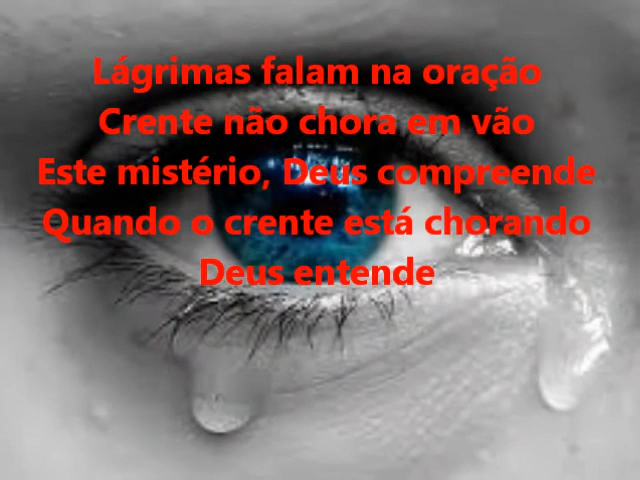 Lágrimas falam na oração
Crente não chora em vão
Este mistério, Deus compreende
Quando o crente está chorando
Deus entende